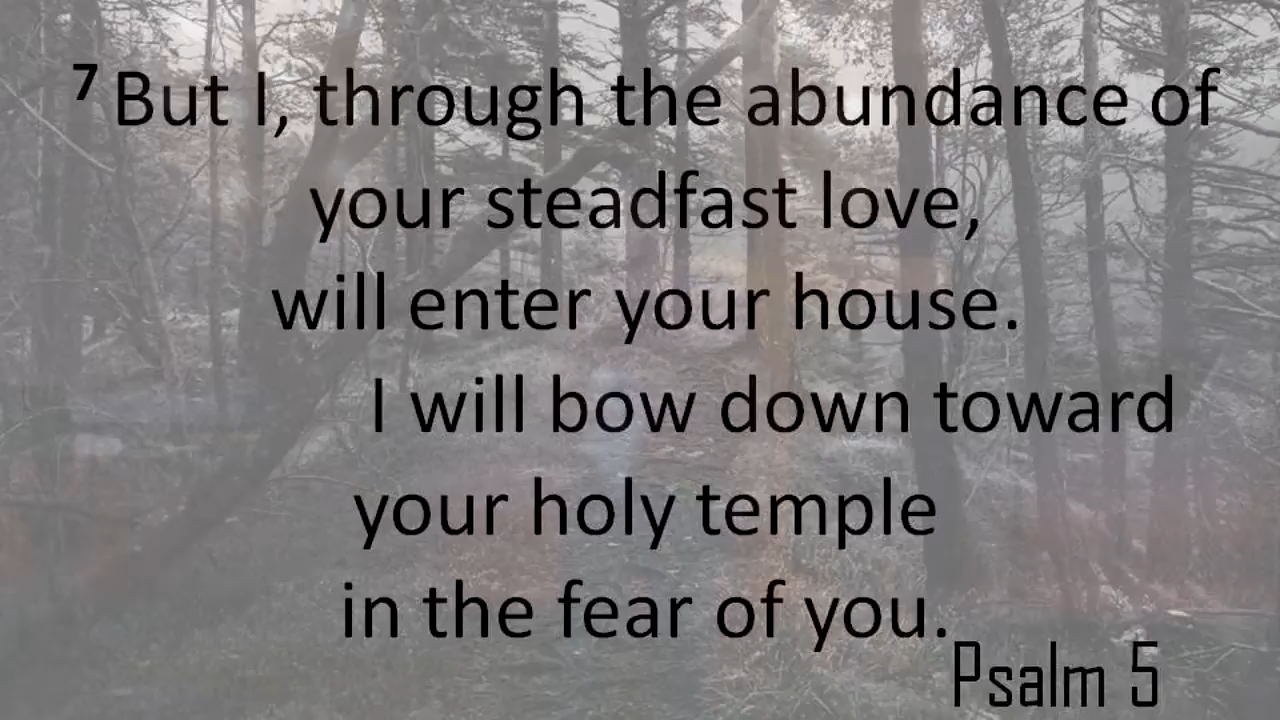 7 But I, through the abundance of
your steadfast love,
will enter your house.
I will bow down toward
your holy temple
in the fear of you.
Psalm 5